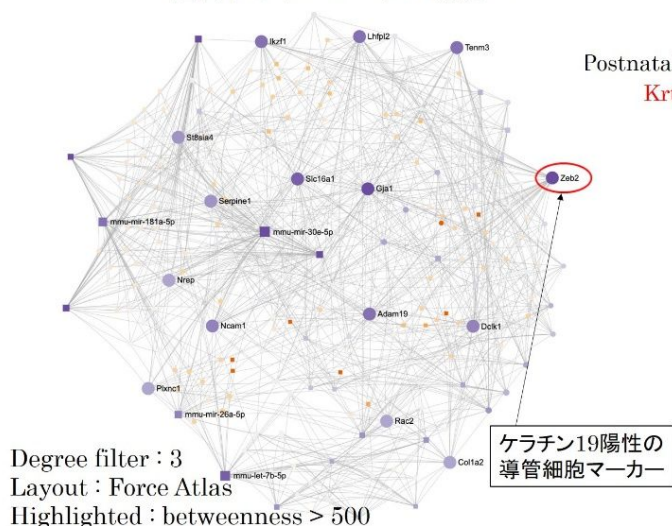 Ikzf1
Lhfpl2
Tenm3
Postnata
Kr
St8sia4
Slc16a1
Gja1
Zeb2
Serpine1
mmu-mir-181a-5p
mmu-mir-30e-5p
Nrep
Ncam1
Adam19
Dclk1
Plxnc1
mmu-mir-26a-5p
Rac2
mmu-let-7b-5p
Col1a2
ケラチン19陽性の
導管細胞マーカー
Degree filter : 3
Layout : Force Atlas
Highlighted : betweenness > 500